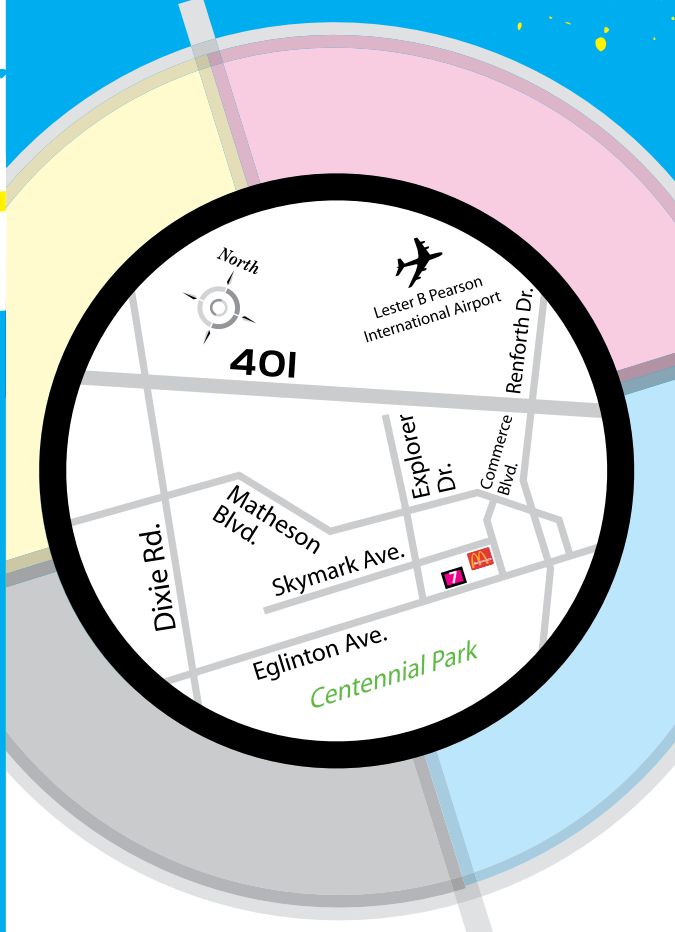 North
Lester B Pearson
International Airport
Renforth Dr.
401
Explorer
Dr.
Commerce
Blvd.
Matheson
Blvd.
Dixie Rd.
Skymark Ave.
7
Eglinton Ave.
Centennial Park